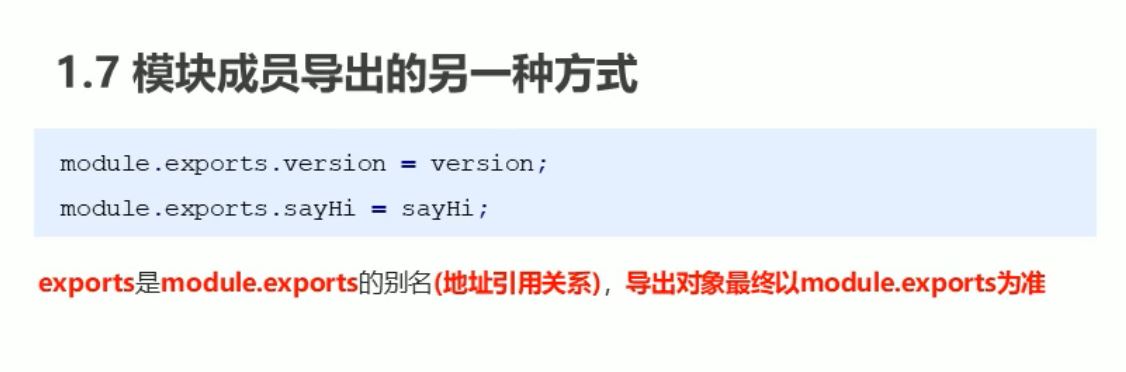 1.7 模块成员导出的另一种方式
module.exports.version = version;
module.exports.sayHi = sayHi;
exports是module.exports的别名(地址引用关系)，导出对象最终以module.exports为准